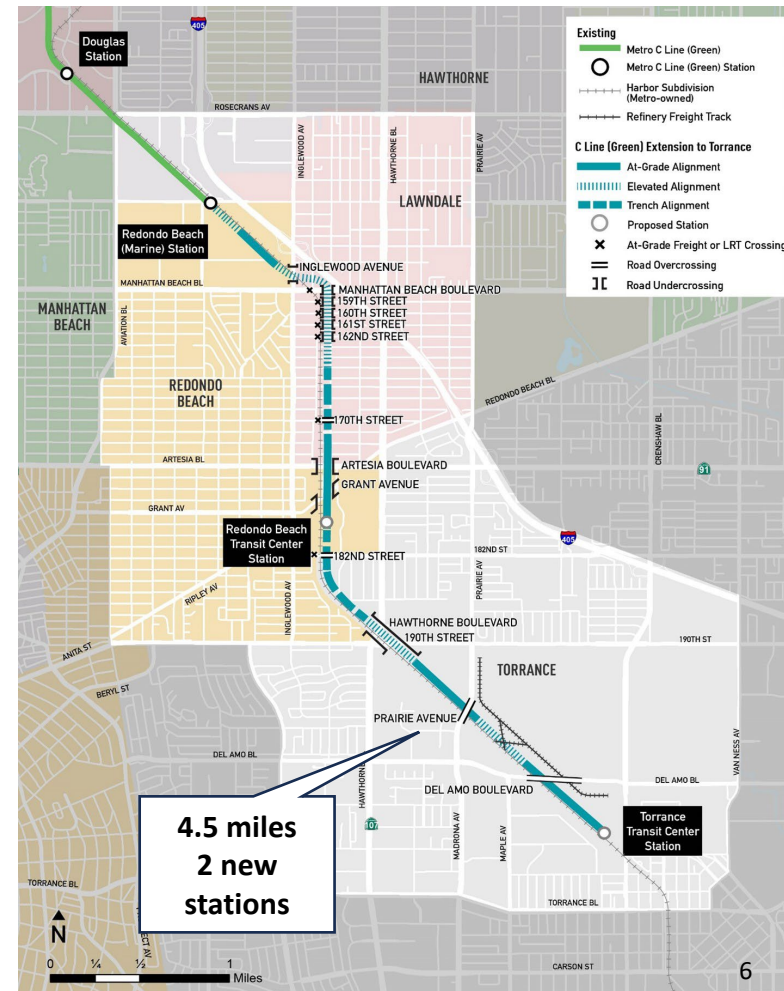 405
Douglas
Station
HAWTHORNE
ROSECRANS AV
INGLEWOOD AV
HAWTHORNE BL
PRAIRIE AV
Existing
Metro C Line (Green)
Metro C Line (Green) Station
Harbor Subdivision
(Metro-owned)
Refinery Freight Track
C Line (Green) Extension to Torrance
At-Grade Alignment
Elevated Alignment
Trench Alignment
Proposed Station
At-Grade Freight or LRT Crossing
Road Overcrossing
Road Undercrossing
LAWNDALE
Redondo Beach
(Marine) Station
INGLEWOOD AVENUE
MANHATTAN BEACH BL
MANHATTAN BEACH BOULEVARD
159TH STREET
160TH STREET
161ST STREET
162ND STREET
MANHATTAN
BEACH
AVIATION BL
REDONDO
BEACH
REDONDO BEACH BL
170TH STREET
CRENSHAW BL
ARTESIA BL
ARTESIA BOULEVARD
91
GRANT AVENUE
GRANT AV
Redondo Beach
Transit Center
Station
405
182ND STREET
182ND ST
PRAIRIE AV
RIPLEY AV
INGLEWOOD AV
HAWTHORNE BOULEVARD
190TH STREET
190TH ST
ANITA ST
BERYL ST
TORRANCE
PRAIRIE AVENUE
VAN NESS AV
DEL AMO BL
DEL AMO BL
DEL AMO BOULEVARD
HAWTHORNE
4.5 miles
2 new
stations
107
MADRONA AV
MAPLE AV
Torrance
Transit Center
Station
TORRANCE BL
TORRANCE BL
N
CARSON ST
0 ¼ ½ 1
Miles
6